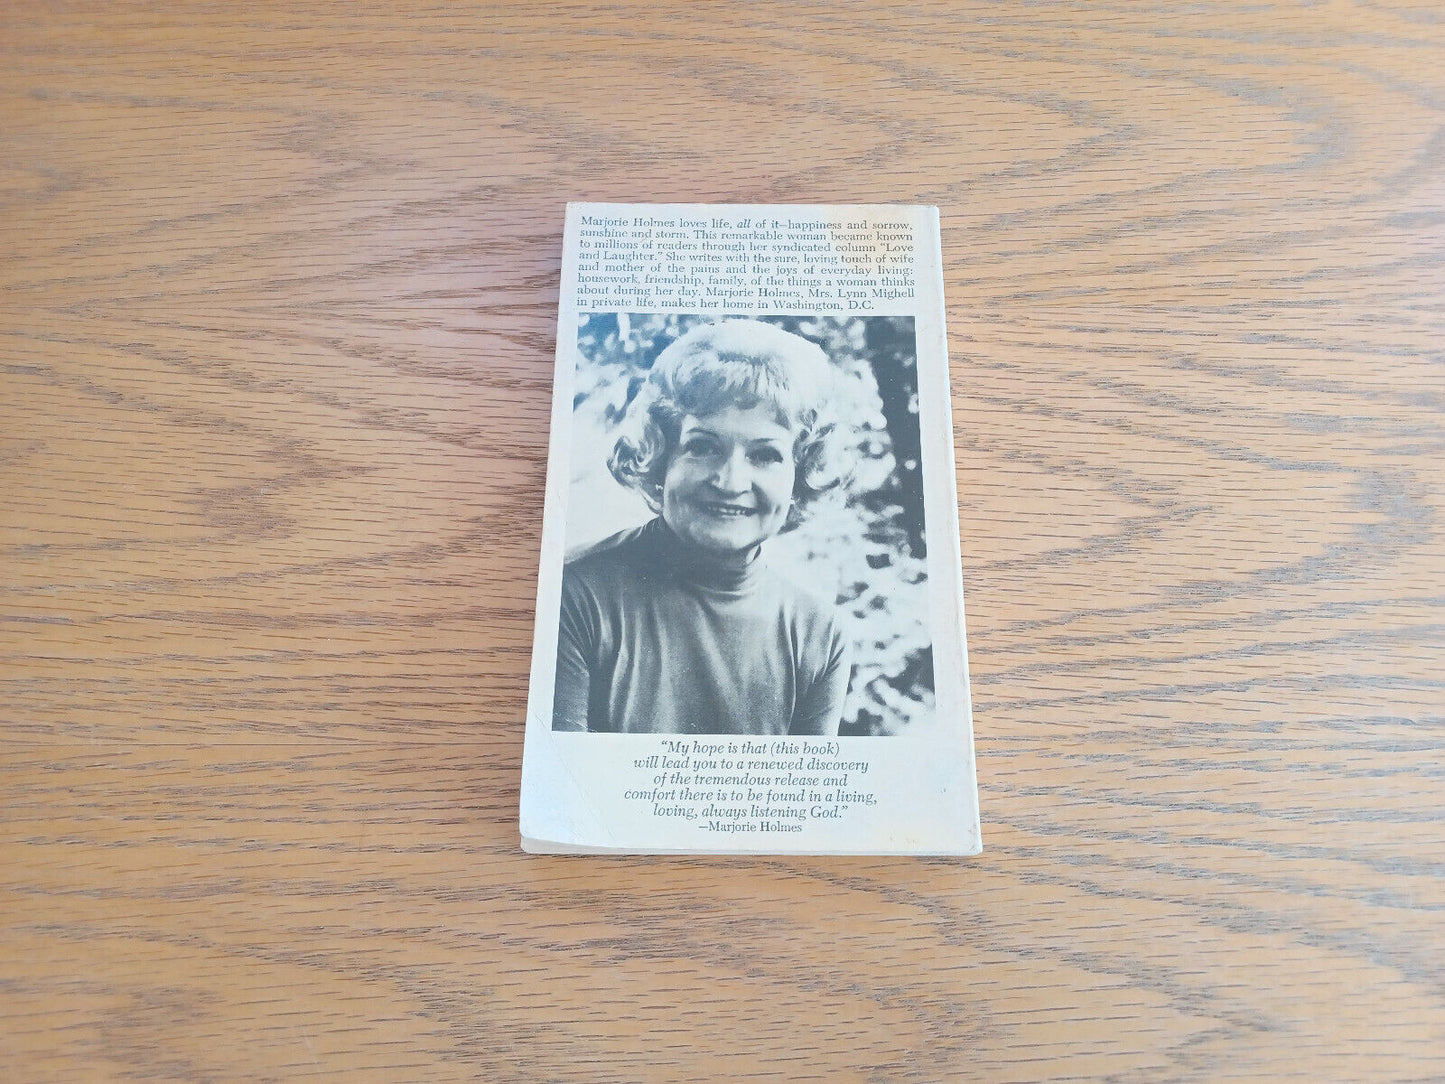 Marjorie Holmes loves life, all of it—happiness and sorrow,
sunshine and storm. This remarkable woman became known
to millions of readers through her syndicated column "Love
and Laughter." She writes with the sure, loving touch of wife
and mother of the pains and the joys of everyday living:
housework, friendship, family, of the things a woman thinks
about during her day. Marjorie Holmes, Mrs. Lynn Mighell
in private life, makes her home in Washington, D.C.
"My hope is that (this book)
will lead you to a renewed discovery
of the tremendous release and
comfort there is to be found in a living,
loving, always listening God."
—Marjorie Holmes